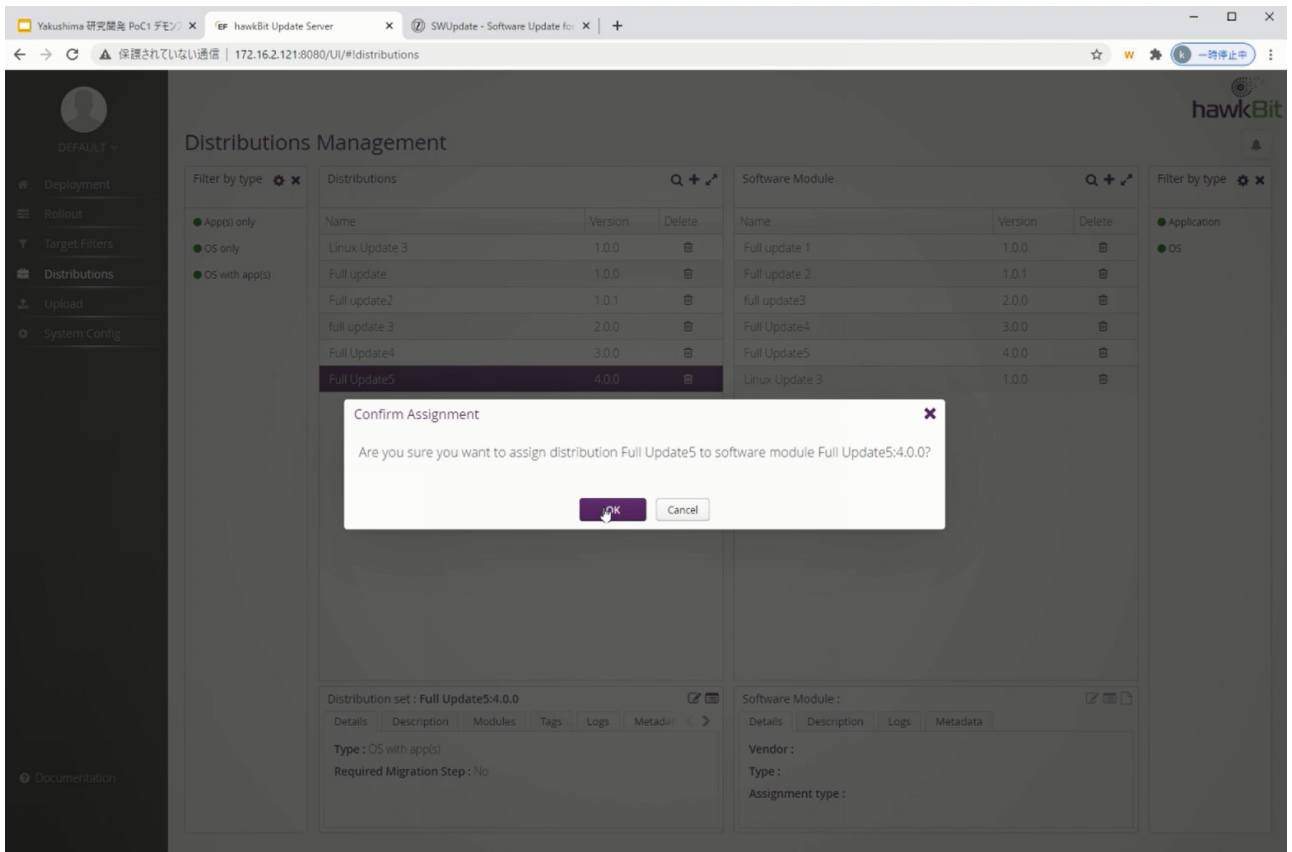 Yakushima 研究開発 PoC1 デモン
hawkBit Update Server
SWUpdate - Software Update fo
保護されていない通信 | 172.16.2.121:8080/UI/#!distributions
W
k 一時停止中
hawkBit
DEFAULT
Distributions Management
Deployment
Rollout
Target Filters
Distributions
Upload
System Config
Documentation
Filter by type
App(s) only
OS only
OS with app(s)
Distributions
Name Version Delete
Linux Update 3 1.0.0
Full update 1.0.0
Full update2 1.0.1
full update 3 2.0.0
Full Update4 3.0.0
Full Update5 4.0.0
Software Module
Name Version Delete
Full update 1 1.0.0
Full update 2 1.0.1
full update3 2.0.0
Full Update4 3.0.0
Full Update5 4.0.0
Linux Update 3 1.0.0
Filter by type
Application
OS
Confirm Assignment
Are you sure you want to assign distribution Full Update5 to software module Full Update5:4.0.0?
OK Cancel
Distribution set : Full Update5:4.0.0
Details Description Modules Tags Logs Metada
Type : OS with app(s)
Required Migration Step : No
Software Module :
Details Description Logs Metadata
Vendor :
Type :
Assignment type :